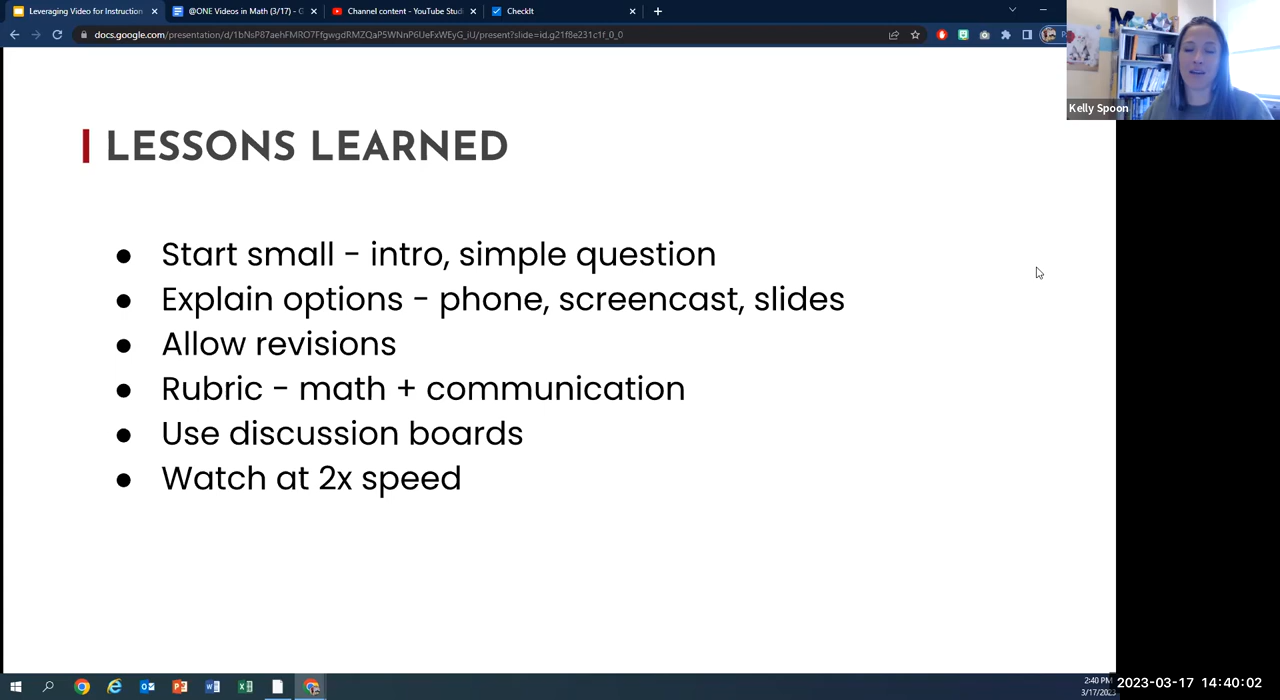 Leveraging Video for Instruction
@ONE Videos in Math (3/17) - G
Channel content - YouTube Stud
CheckIt
docs.google.com/presentation/d/1bNsP87aehFMRO7FfgwgdRMZQaP5WNnP6UeFxWEyG_iU/present?slide=id.g21f8e231c1f_0_0
Kelly Spoon
LESSONS LEARNED
● Start small - intro, simple question
● Explain options - phone, screencast, slides
● Allow revisions
● Rubric - math + communication
● Use discussion boards
● Watch at 2x speed
2:40 PM
3/17/2023
2023-03-17 14:40:02